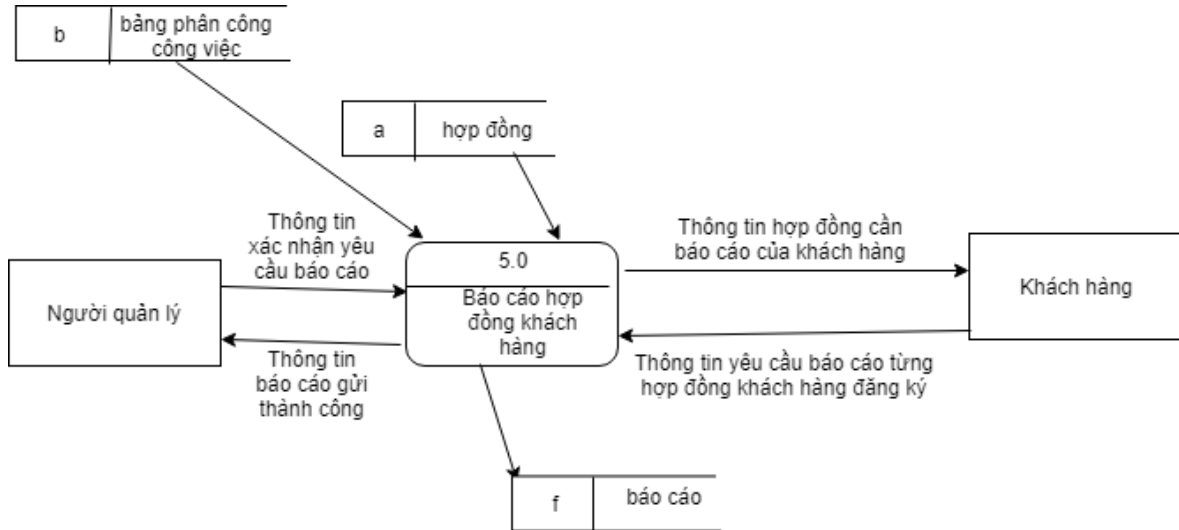 b
bảng phân công
công việc
a
hợp đồng
Thông tin
xác nhận yêu
cầu báo cáo
Thông tin hợp đồng cần
báo cáo của khách hàng
5.0
Báo cáo hợp
đồng khách
hàng
Người quản lý
Khách hàng
Thông tin
báo cáo gửi
thành công
Thông tin yêu cầu báo cáo từng
hợp đồng khách hàng đăng ký
f
báo cáo